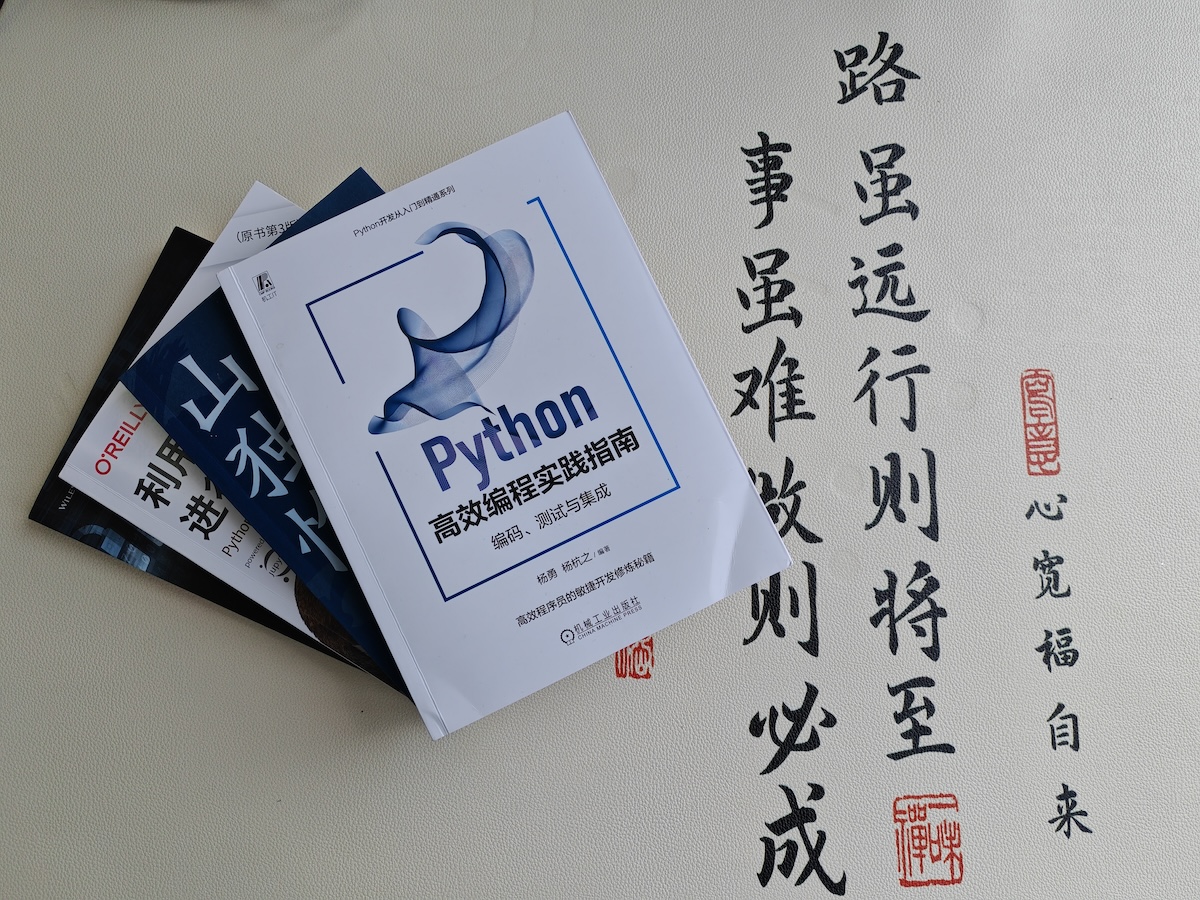 路虽远行则将至
事虽难做则必成
心宽福自来
禪一味
Python开发从入门到精通系列
机工IT
Python
高效编程实践指南
编码、测试与集成
杨勇 杨杭之/编著
高效程序员的敏捷开发修炼秘籍
机械工业出版社
CHINA MACHINE PRESS
山
独
(原书第3版
O'REILLY
利用
进
Python
powered
jupy
WILEY